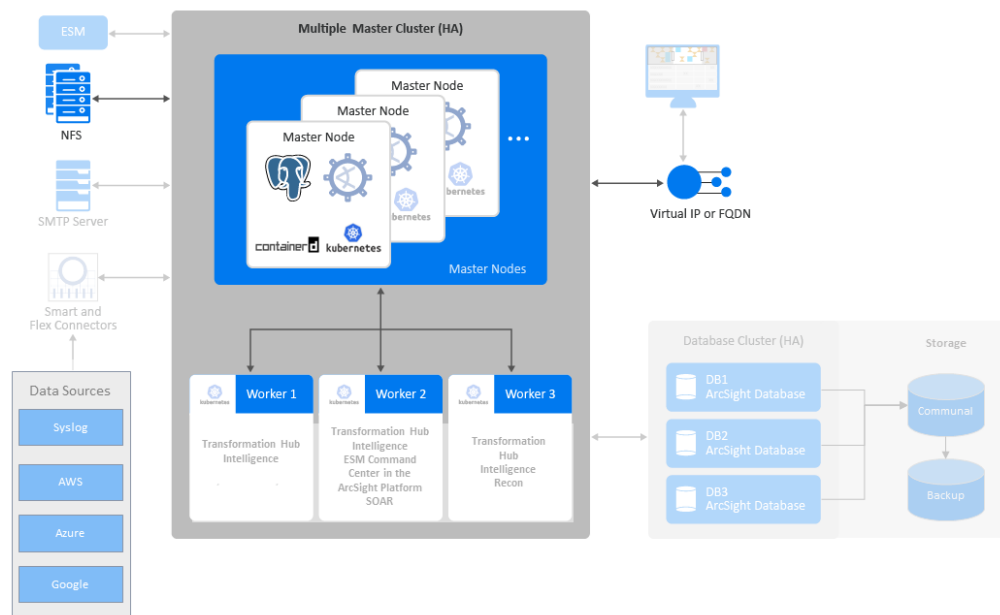 ESM
NFS
SMTP Server
Smart and
Flex Connectors
Data Sources
Syslog
AWS
Azure
Google
Multiple Master Cluster (HA)
Master Node
Master Node
Master Node
...
containerd
kubernetes
kubernetes
kubernetes
Master Nodes
kubernetes
Worker 1
Transformation Hub
Intelligence
kubernetes
Worker 2
Transformation Hub
Intelligence
ESM Command
Center in the
ArcSight Platform
SOAR
kubernetes
Worker 3
Transformation
Hub
Intelligence
Recon
Virtual IP or FQDN
Database Cluster (HA)
DB1
ArcSight Database
DB2
ArcSight Database
DB3
ArcSight Database
Storage
Communal
Backup